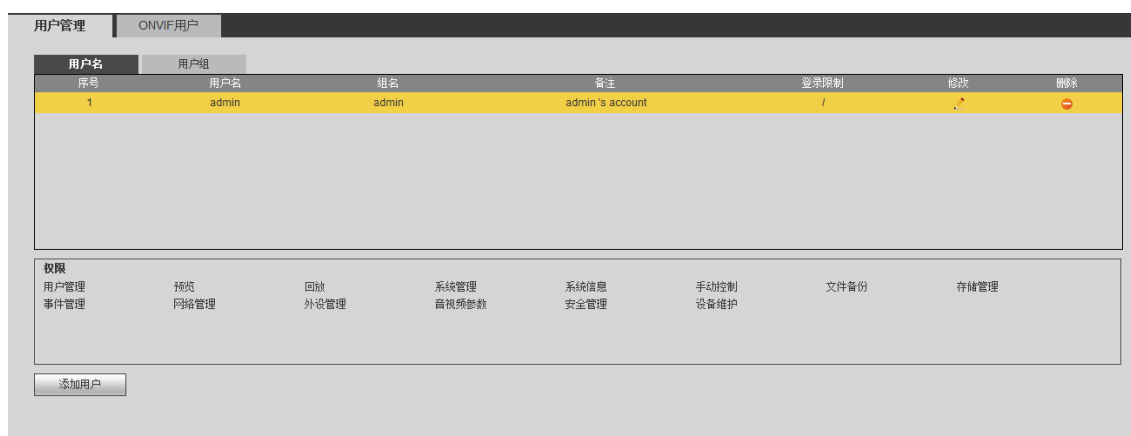 用户管理 ONVIF用户
用户名 用户组
序号 用户名 组名 备注 登录限制 修改 删除
1 admin admin admin 's account /
权限
用户管理 预览 回放 系统管理 系统信息 手动控制 文件备份 存储管理
事件管理 网络管理 外设管理 音视频参数 安全管理 设备维护
添加用户